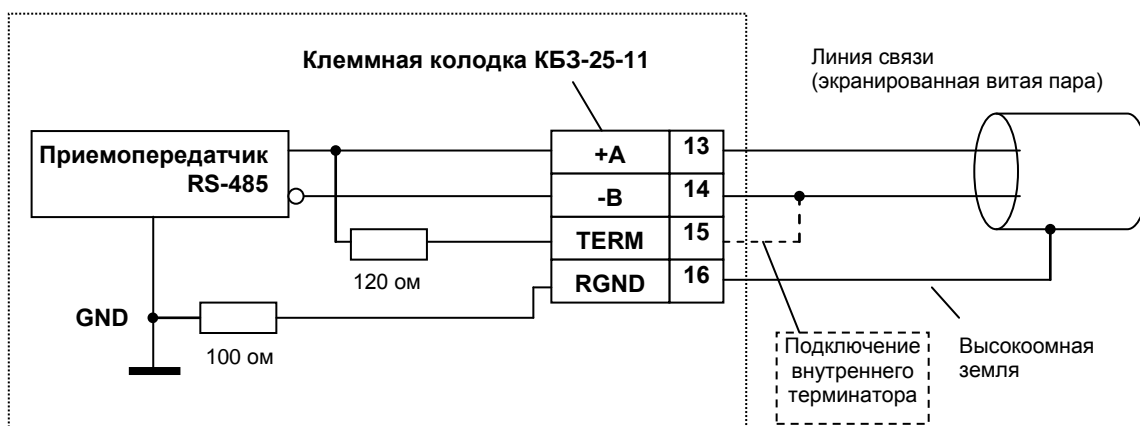 Клеммная колодка КБЗ-25-11
Линия связи
(экранированная витая пара)
Приемопередатчик
RS-485
+A 13
-B 14
TERM 15
RGND 16
120 ом
GND
100 ом
Подключение
внутреннего
терминатора
Высокоомная
земля